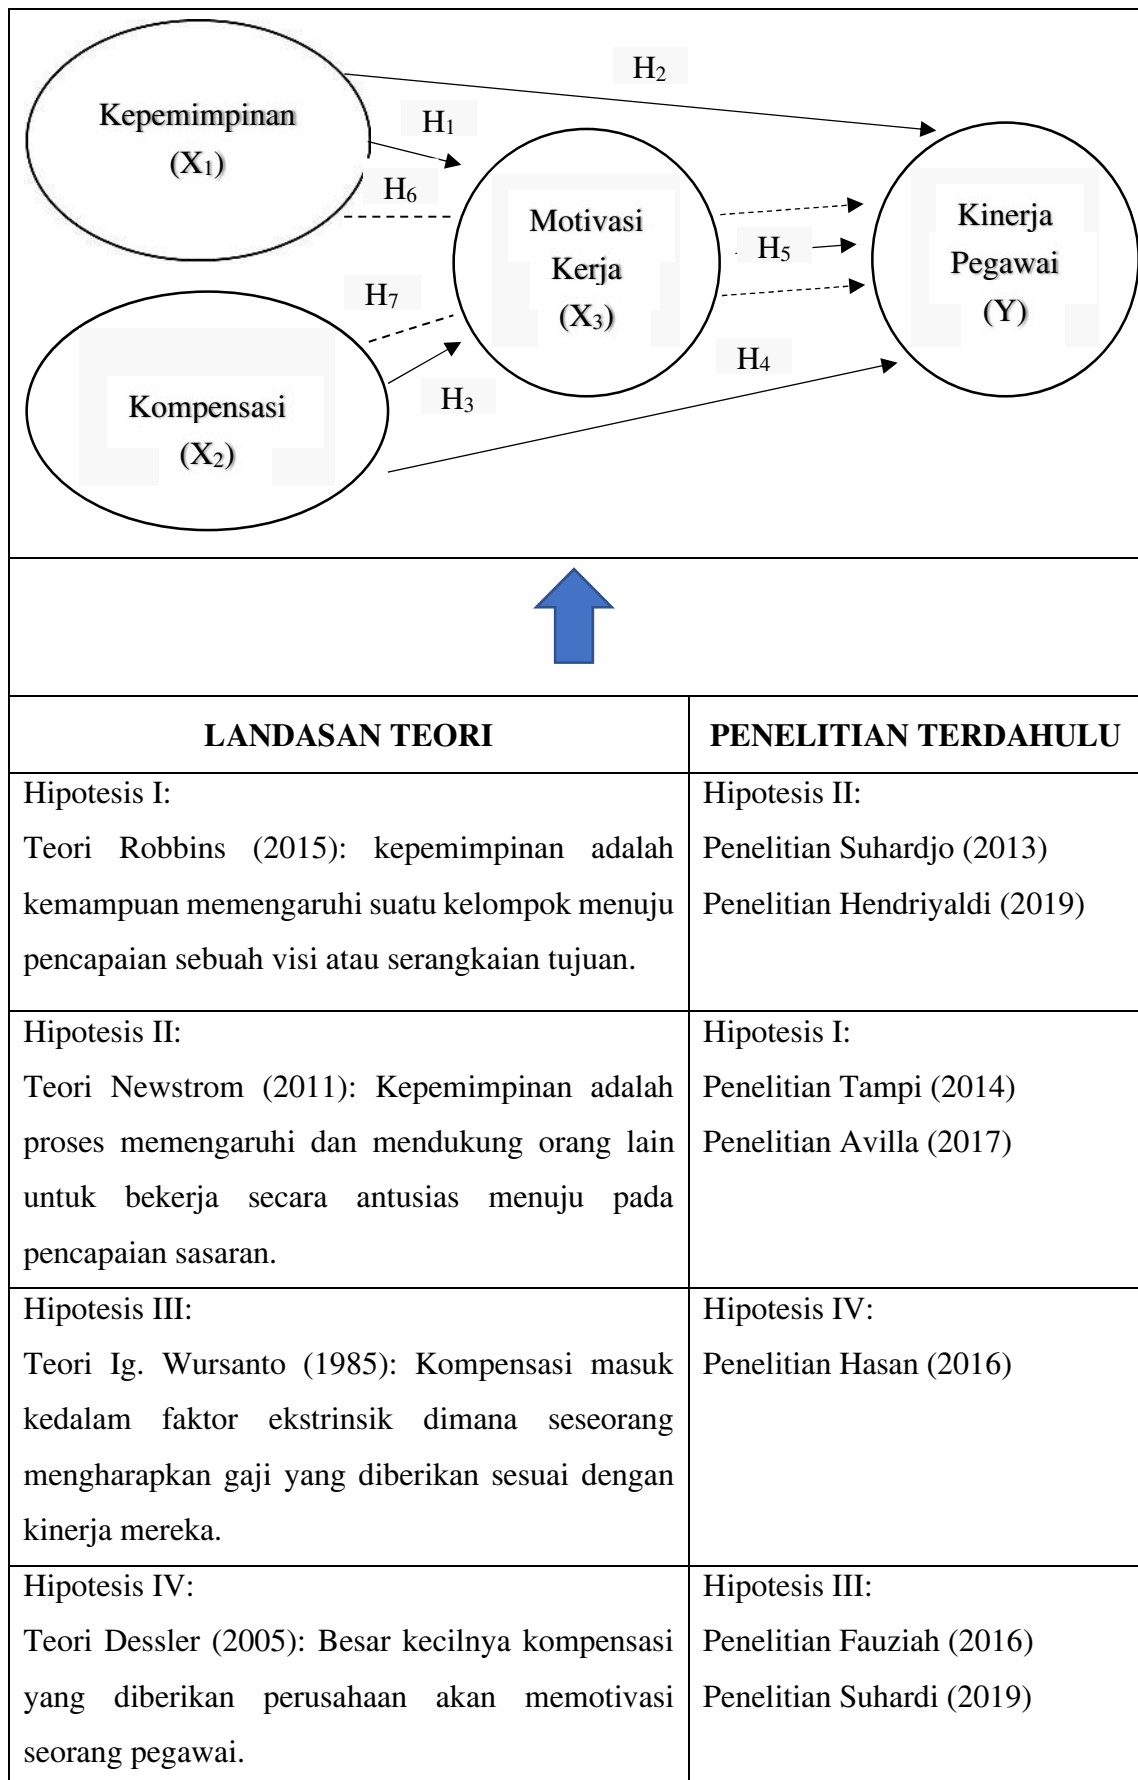 H₂
Kepemimpinan
(X₁)
H₁
H₆
Motivasi
Kerja
(X₃)
H₅
Kinerja
Pegawai
(Y)
H₇
H₄
H₃
Kompensasi
(X₂)
LANDASAN TEORI
PENELITIAN TERDAHULU
Hipotesis I:
Teori Robbins (2015): kepemimpinan adalah
kemampuan memengaruhi suatu kelompok menuju
pencapaian sebuah visi atau serangkaian tujuan.
Hipotesis II:
Penelitian Suhardjo (2013)
Penelitian Hendriyaldi (2019)
Hipotesis II:
Teori Newstrom (2011): Kepemimpinan adalah
proses memengaruhi dan mendukung orang lain
untuk bekerja secara antusias menuju pada
pencapaian sasaran.
Hipotesis I:
Penelitian Tampi (2014)
Penelitian Avilla (2017)
Hipotesis III:
Teori Ig. Wursanto (1985): Kompensasi masuk
kedalam faktor ekstrinsik dimana seseorang
mengharapkan gaji yang diberikan sesuai dengan
kinerja mereka.
Hipotesis IV:
Penelitian Hasan (2016)
Hipotesis IV:
Teori Dessler (2005): Besar kecilnya kompensasi
yang diberikan perusahaan akan memotivasi
seorang pegawai.
Hipotesis III:
Penelitian Fauziah (2016)
Penelitian Suhardi (2019)